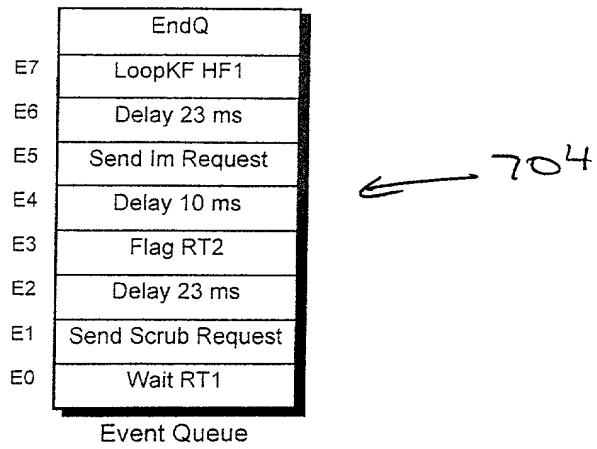 EndQ
E7 LoopKF HF1
E6 Delay 23 ms
E5 Send Im Request
704
E4 Delay 10 ms
E3 Flag RT2
E2 Delay 23 ms
E1 Send Scrub Request
E0 Wait RT1
Event Queue